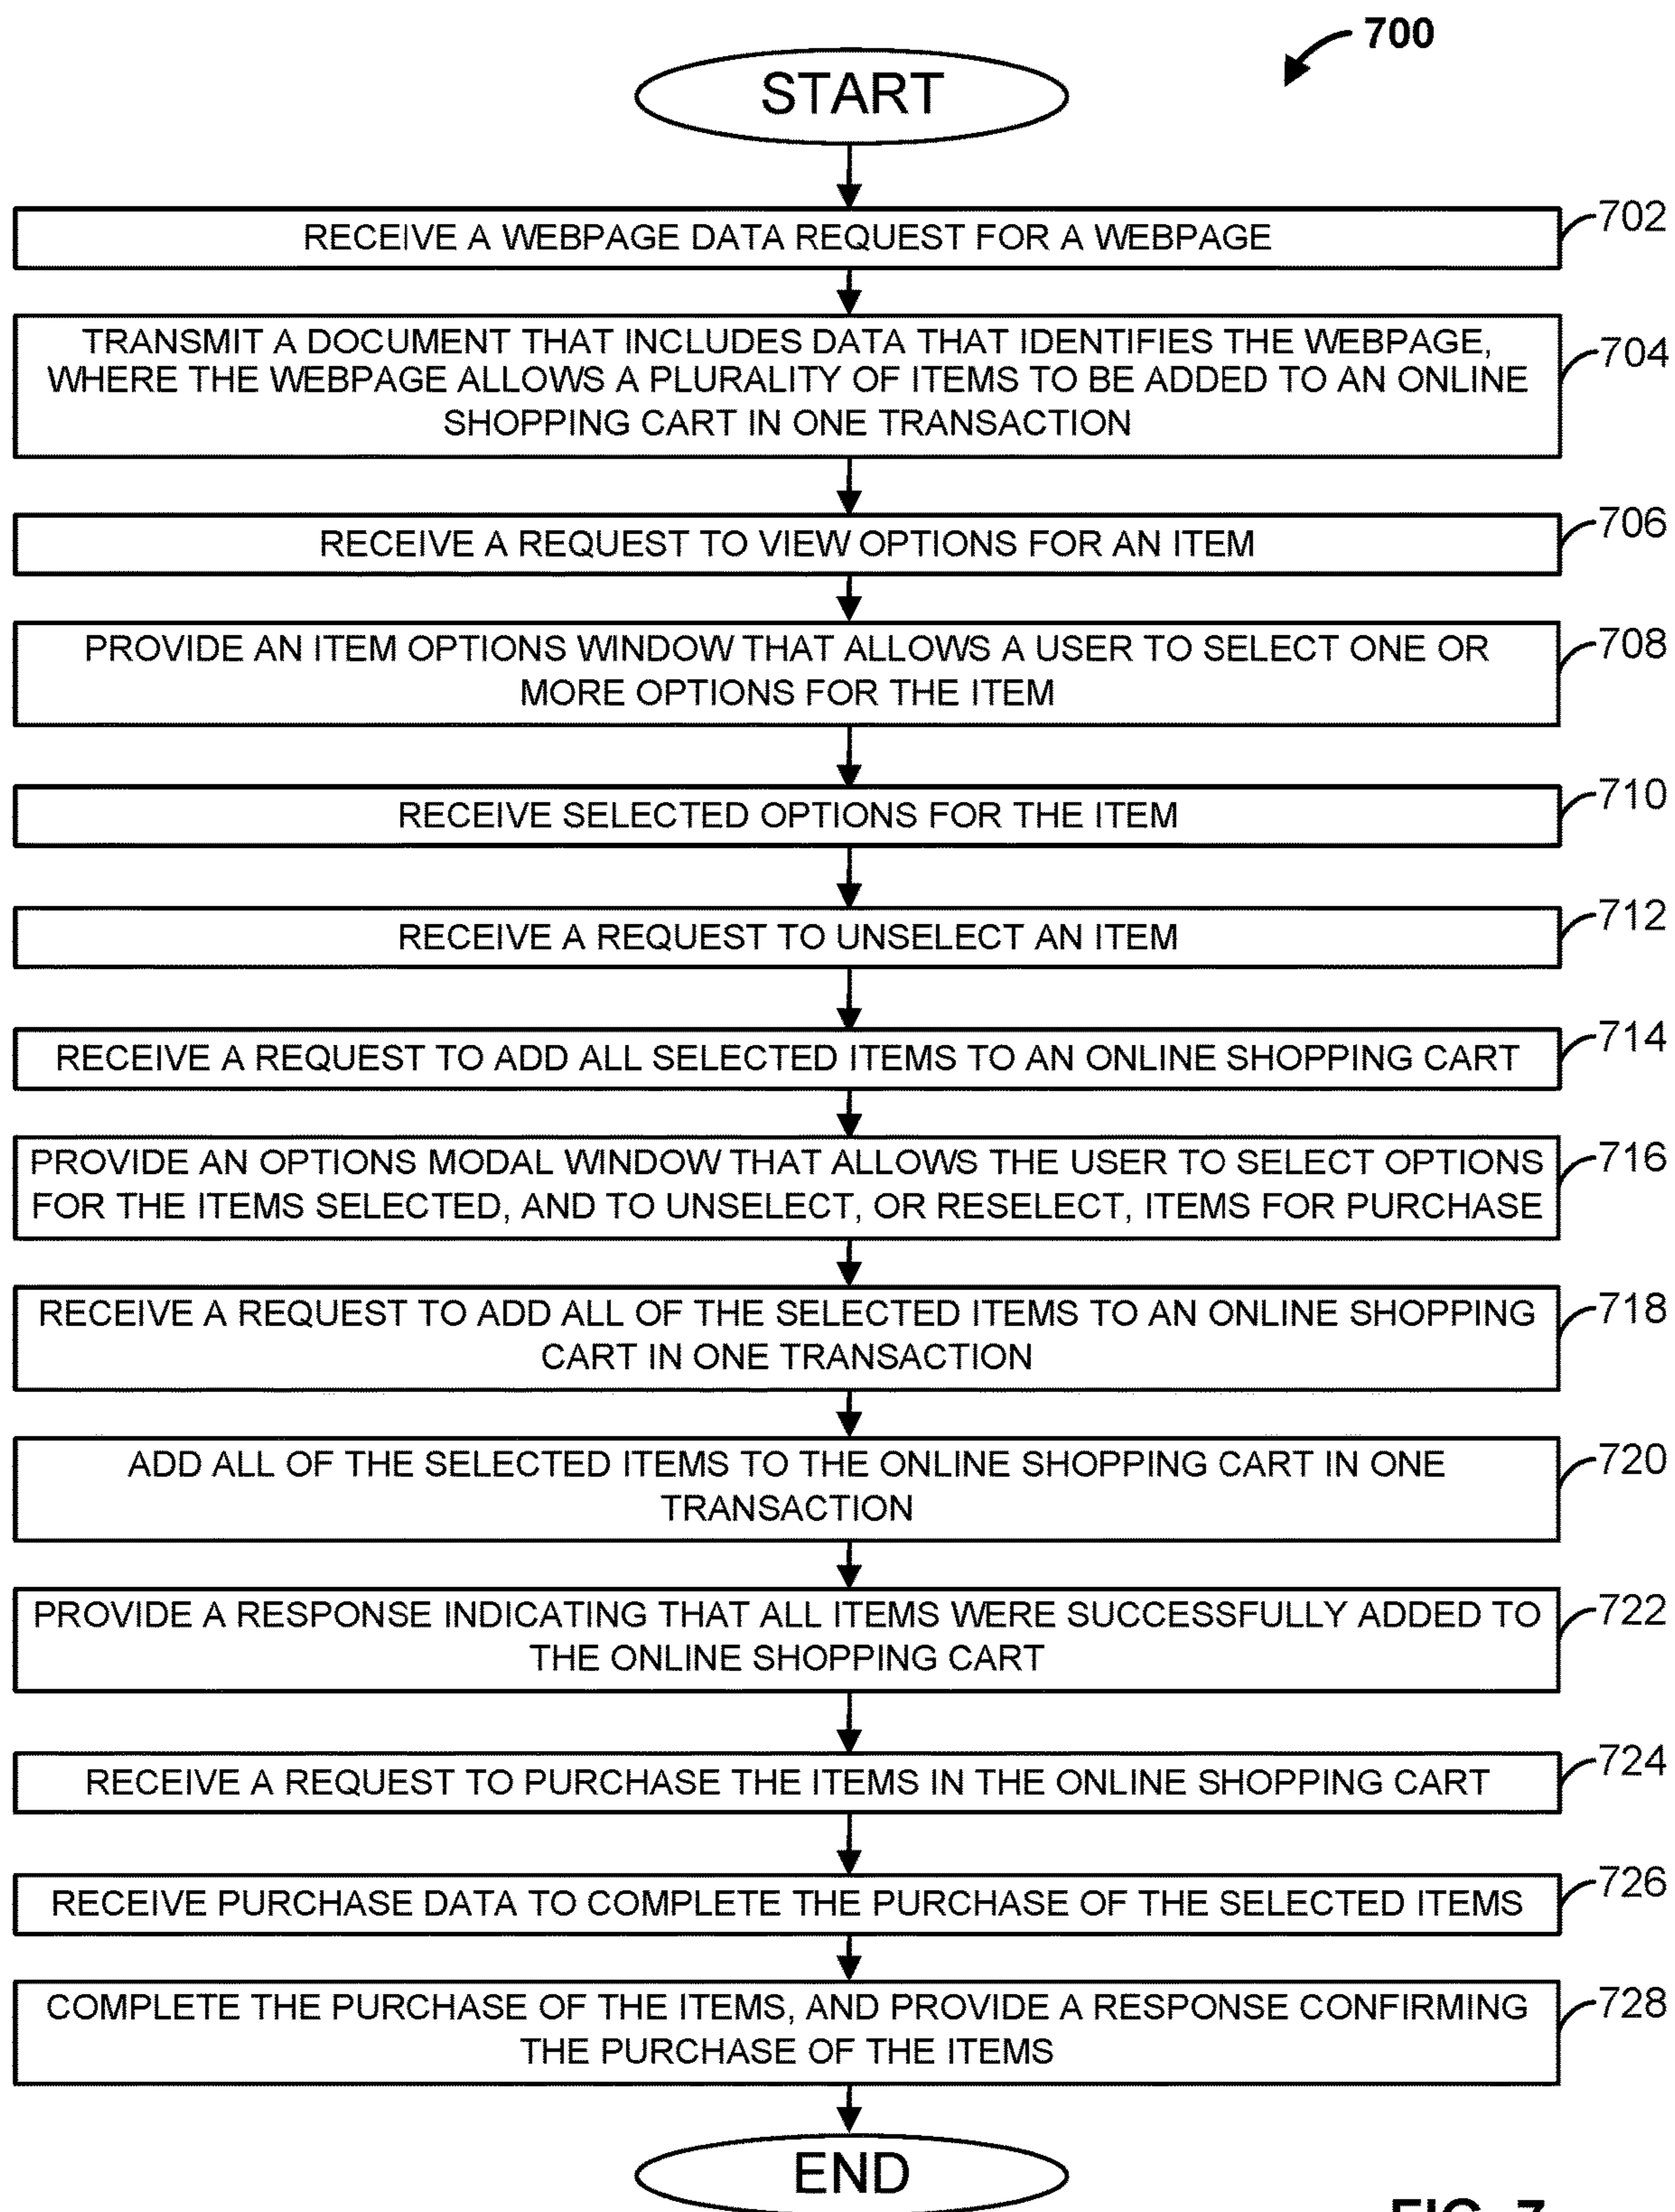 700
START
RECEIVE A WEBPAGE DATA REQUEST FOR A WEBPAGE
702
TRANSMIT A DOCUMENT THAT INCLUDES DATA THAT IDENTIFIES THE WEBPAGE,
WHERE THE WEBPAGE ALLOWS A PLURALITY OF ITEMS TO BE ADDED TO AN ONLINE
SHOPPING CART IN ONE TRANSACTION
704
RECEIVE A REQUEST TO VIEW OPTIONS FOR AN ITEM
706
PROVIDE AN ITEM OPTIONS WINDOW THAT ALLOWS A USER TO SELECT ONE OR
MORE OPTIONS FOR THE ITEM
708
RECEIVE SELECTED OPTIONS FOR THE ITEM
710
RECEIVE A REQUEST TO UNSELECT AN ITEM
712
RECEIVE A REQUEST TO ADD ALL SELECTED ITEMS TO AN ONLINE SHOPPING CART
714
PROVIDE AN OPTIONS MODAL WINDOW THAT ALLOWS THE USER TO SELECT OPTIONS
FOR THE ITEMS SELECTED, AND TO UNSELECT, OR RESELECT, ITEMS FOR PURCHASE
716
RECEIVE A REQUEST TO ADD ALL OF THE SELECTED ITEMS TO AN ONLINE SHOPPING
CART IN ONE TRANSACTION
718
ADD ALL OF THE SELECTED ITEMS TO THE ONLINE SHOPPING CART IN ONE
TRANSACTION
720
PROVIDE A RESPONSE INDICATING THAT ALL ITEMS WERE SUCCESSFULLY ADDED TO
THE ONLINE SHOPPING CART
722
RECEIVE A REQUEST TO PURCHASE THE ITEMS IN THE ONLINE SHOPPING CART
724
RECEIVE PURCHASE DATA TO COMPLETE THE PURCHASE OF THE SELECTED ITEMS
726
COMPLETE THE PURCHASE OF THE ITEMS, AND PROVIDE A RESPONSE CONFIRMING
THE PURCHASE OF THE ITEMS
728
END
FIG. 7